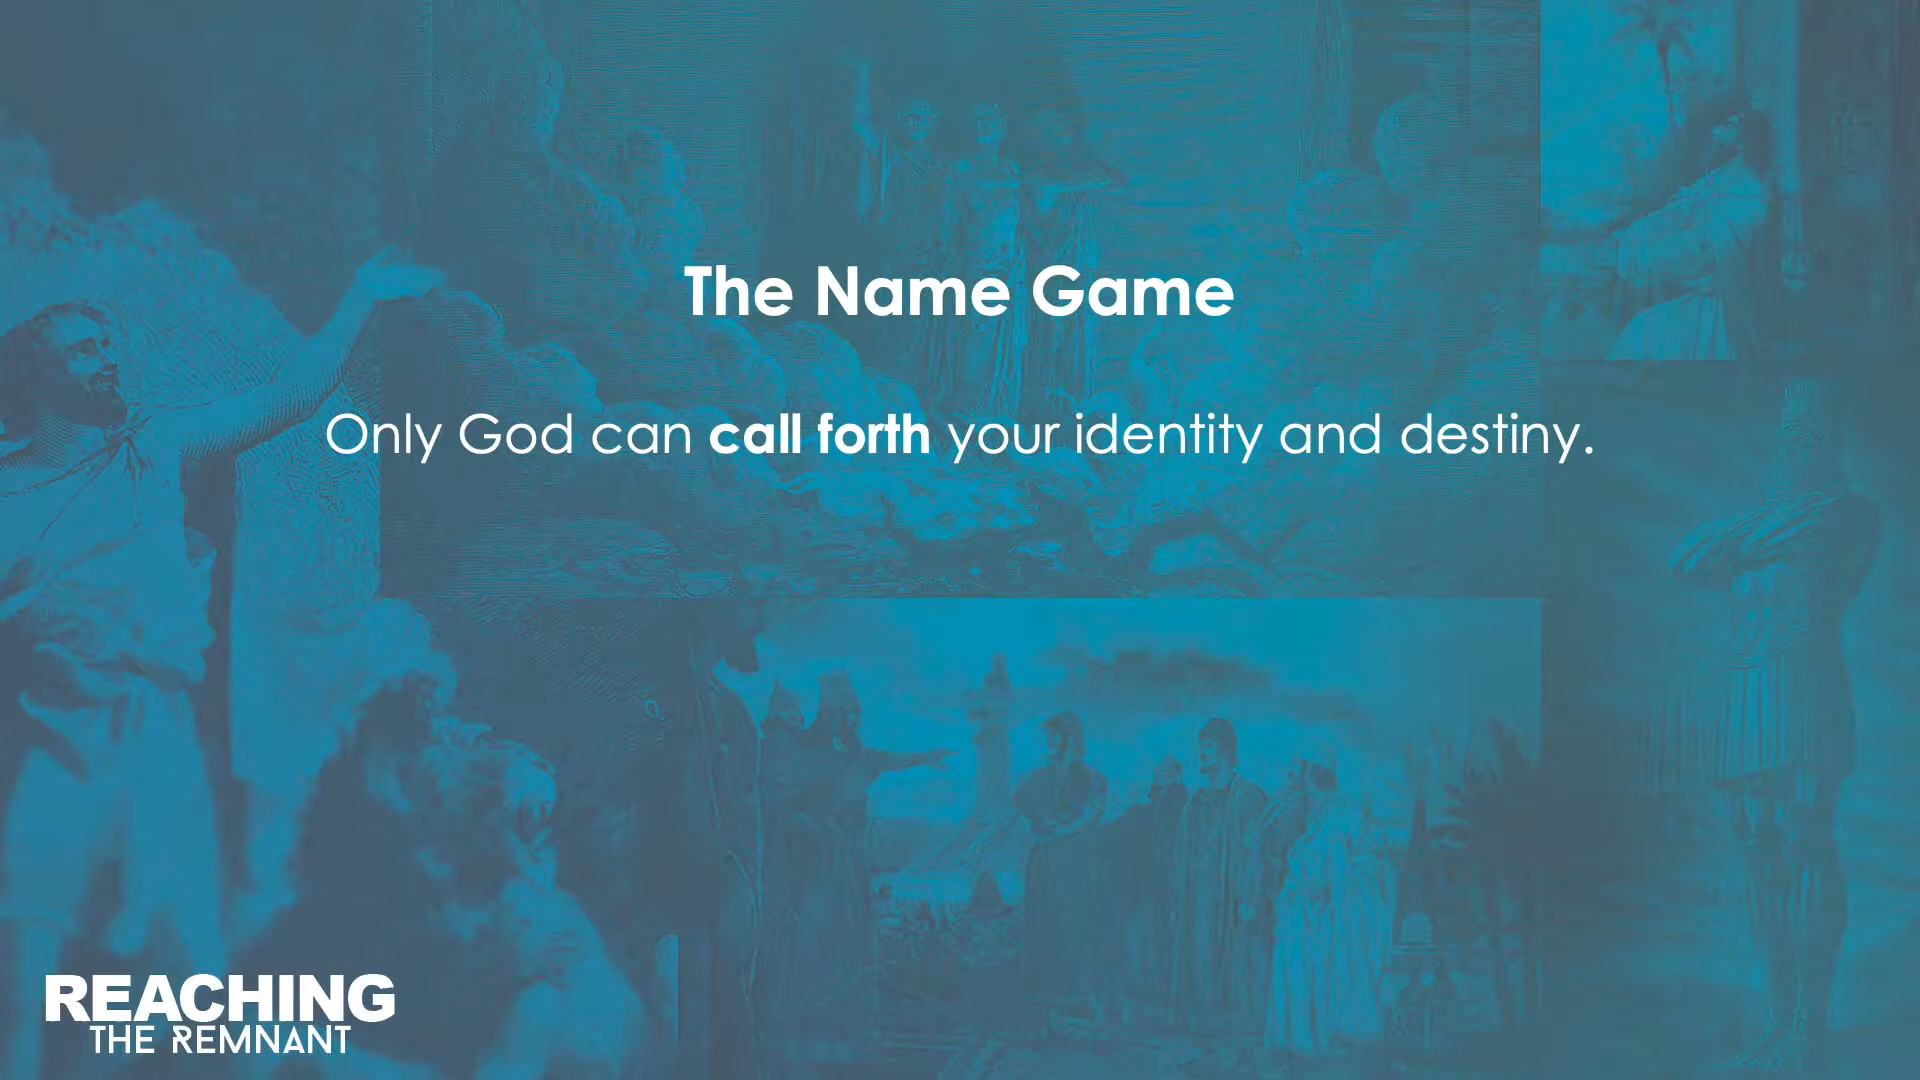 The Name Game
Only God can call forth your identity and destiny.
REACHING
THE REMNANT